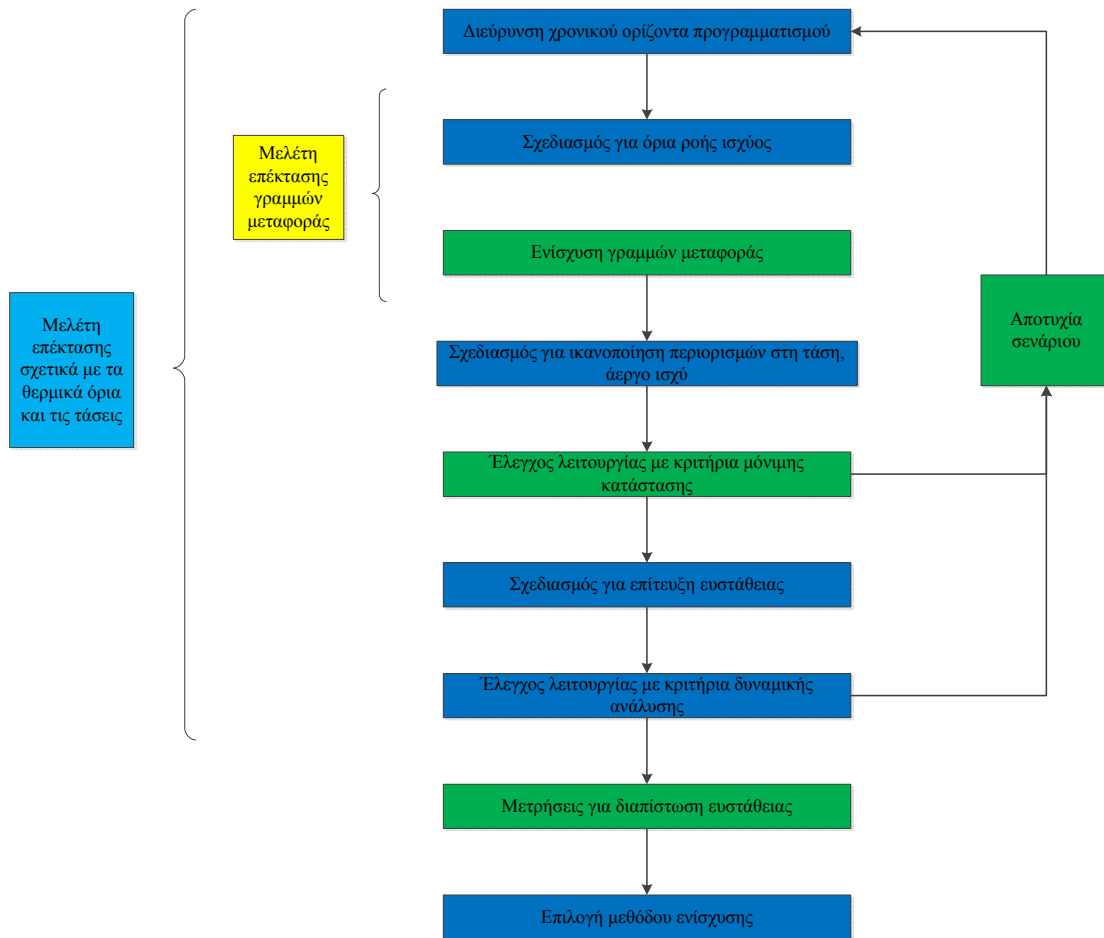 Διεύρυνση χρονικού ορίζοντα προγραμματισμού
Σχεδιασμός για όρια ροής ισχύος
Μελέτη
επέκτασης
γραμμών
μεταφοράς
Ενίσχυση γραμμών μεταφοράς
Αποτυχία
σενάριου
Μελέτη
επέκτασης
σχετικά με τα
θερμικά όρια
και τις τάσεις
Σχεδιασμός για ικανοποίηση περιορισμών στη τάση,
άεργο ισχύ
Έλεγχος λειτουργίας με κριτήρια μόνιμης
κατάστασης
Σχεδιασμός για επίτευξη ευστάθειας
Έλεγχος λειτουργίας με κριτήρια δυναμικής
ανάλυσης
Μετρήσεις για διαπίστωση ευστάθειας
Επιλογή μεθόδου ενίσχυσης